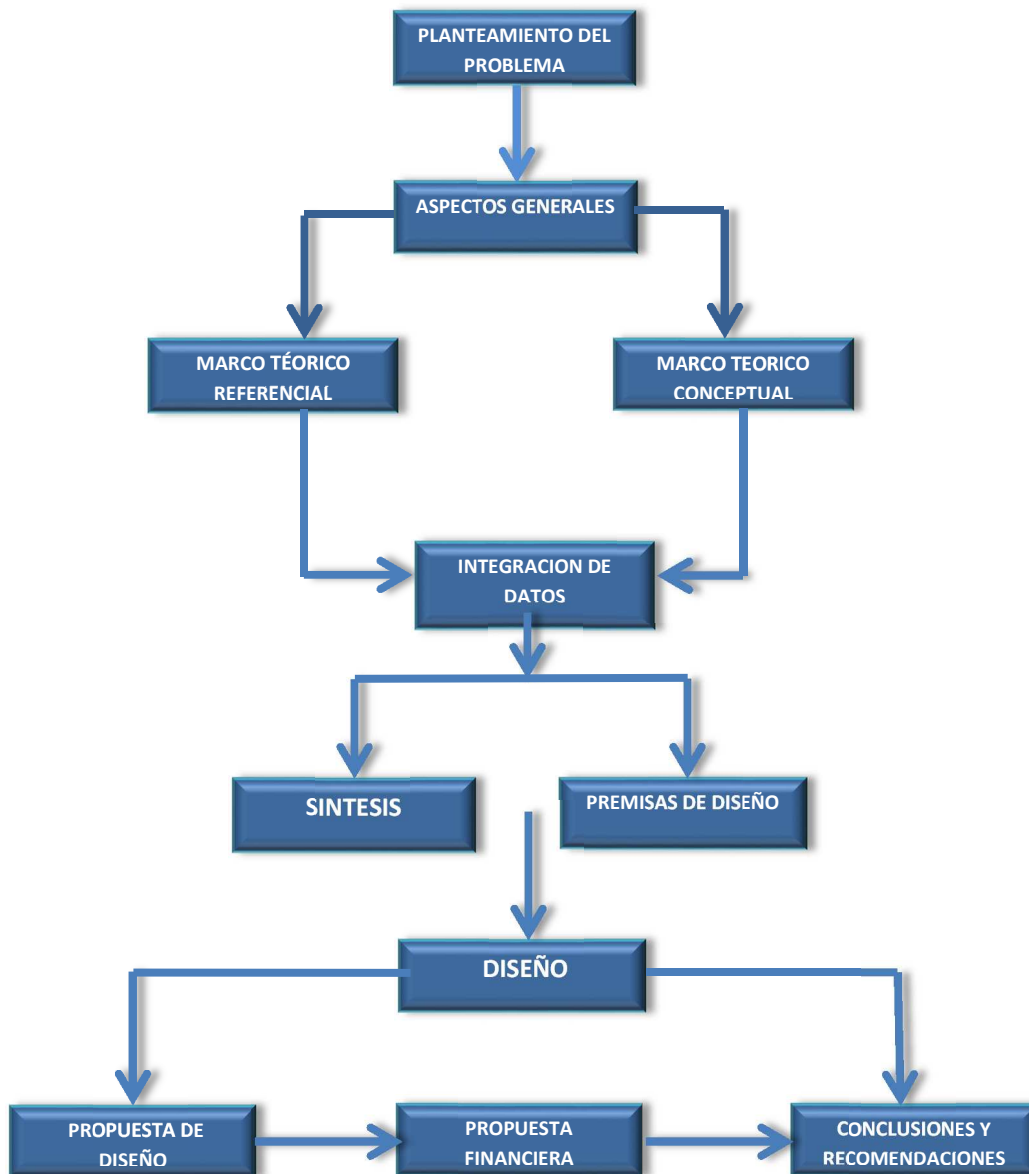 PLANTEAMIENTO DEL
PROBLEMA
ASPECTOS GENERALES
MARCO TÉORICO
REFERENCIAL
MARCO TEORICO
CONCEPTUAL
INTEGRACION DE
DATOS
SINTESIS
PREMISAS DE DISEÑO
DISEÑO
PROPUESTA DE
DISEÑO
PROPUESTA
FINANCIERA
CONCLUSIONES Y
RECOMENDACIONES